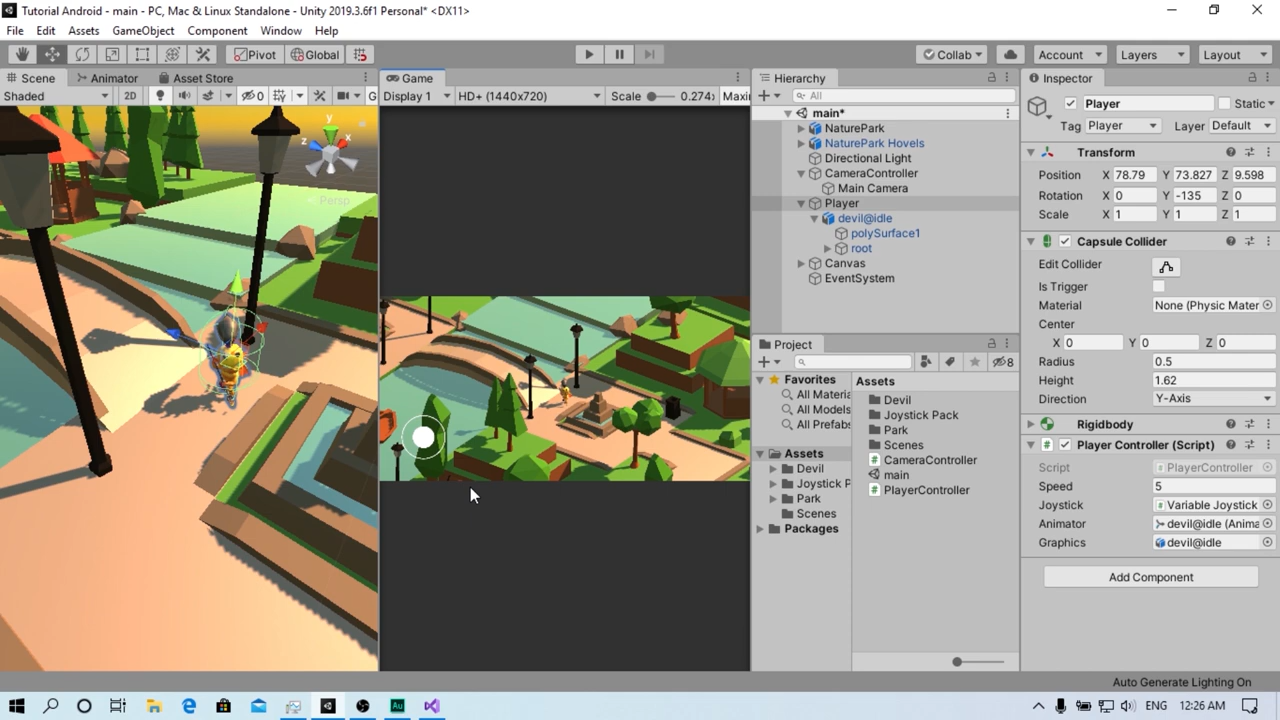 Tutorial Android - main - PC, Mac & Linux Standalone - Unity 2019.3.6f1 Personal* <DX11>
File Edit Assets GameObject Component Window Help
Pivot Global Collab Account Layers Layout
Scene Animator Asset Store
Shaded 2D 0 G
y
x
z
Persp
Game
Display 1 HD+ (1440x720) Scale 0.274: Maxi
Hierarchy
All
main*
NaturePark
NaturePark Hovels
Directional Light
CameraController
Main Camera
Player
devil@idle
polySurface1
root
Canvas
EventSystem
Project
8
Favorites
All Materia
All Models
All Prefabs
Assets
Devil
Joystick P
Park
Scenes
Packages
Assets
Devil
Joystick Pack
Park
Scenes
CameraController
main
PlayerController
Inspector
Player Static
Tag Player Layer Default
Transform
Position X 78.79 Y 73.827 Z 9.598
Rotation X 0 Y -135 Z 0
Scale X 1 Y 1 Z 1
Capsule Collider
Edit Collider
Is Trigger
Material None (Physic Mater
Center
X 0 Y 0 Z 0
Radius 0.5
Height 1.62
Direction Y-Axis
Rigidbody
Player Controller (Script)
Script PlayerController
Speed 5
Joystick Variable Joystick
Animator devil@idle (Anima
Graphics devil@idle
Add Component
Auto Generate Lighting On
Au
ENG 12:26 AM